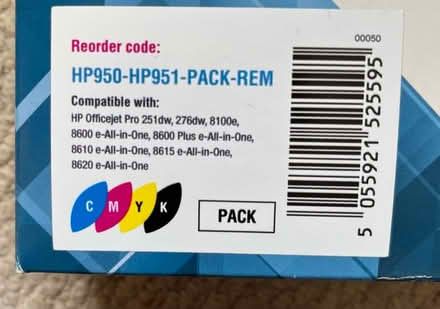 00050
Reorder code:
HP950-HP951-PACK-REM
Compatible with:
HP Officejet Pro 251dw, 276dw, 8100e,
8600 e-All-in-One, 8600 Plus e-All-in-One,
8610 e-All-in-One, 8615 e-All-in-One,
8620 e-All-in-One
C M Y K
PACK
5 055921 525595